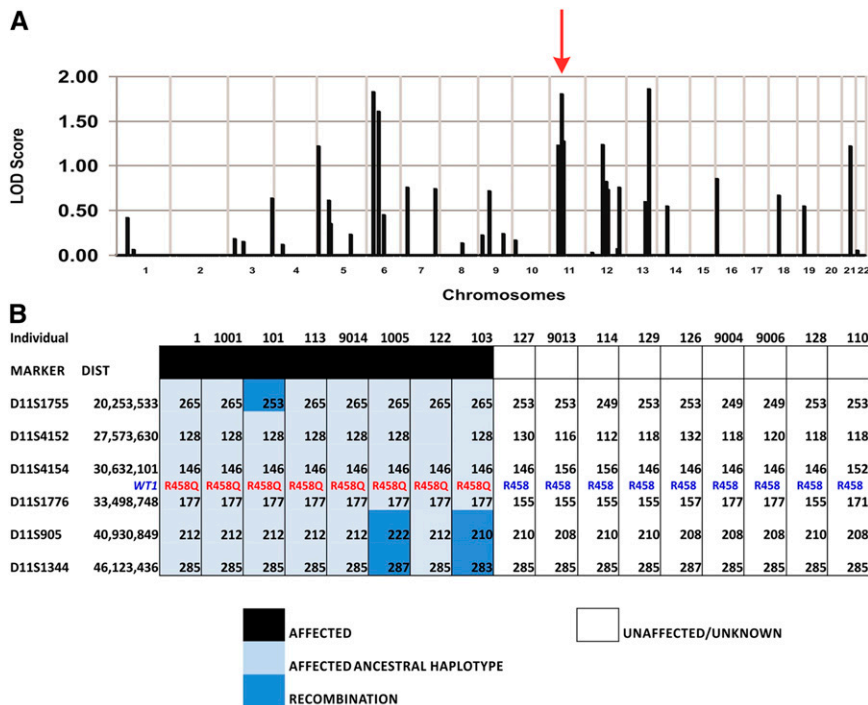 A
LOD Score
2.00
1.50
1.00
0.50
0.00
1 2 3 4 5 6 7 8 9 10 11 12 13 14 15 16 17 18 19 20 21 22
Chromosomes
B
Individual 1 1001 101 113 9014 1005 122 103 127 9013 114 129 126 9004 9006 128 110
MARKER DIST
D11S1755 20,253,533 265 265 253 265 265 265 265 265 253 253 249 253 253 249 249 253 253
D11S4152 27,573,630 128 128 128 128 128 128 128 130 116 112 118 132 118 120 118 118
D11S4154 30,632,101 146 146 146 146 146 146 146 146 146 156 146 156 146 156 146 146 152
WT1 R458Q R458Q R458Q R458Q R458Q R458Q R458Q R458Q R458 R458 R458 R458 R458 R458 R458 R458 R458
D11S1776 33,498,748 177 177 177 177 177 177 177 177 155 155 155 155 157 177 177 155 171
D11S905 40,930,849 212 212 212 212 212 222 212 210 210 208 210 210 208 208 210 208 208
D11S1344 46,123,436 285 285 285 285 285 287 285 283 285 285 285 285 287 285 285 285 285
AFFECTED
UNAFFECTED/UNKNOWN
AFFECTED ANCESTRAL HAPLOTYPE
RECOMBINATION